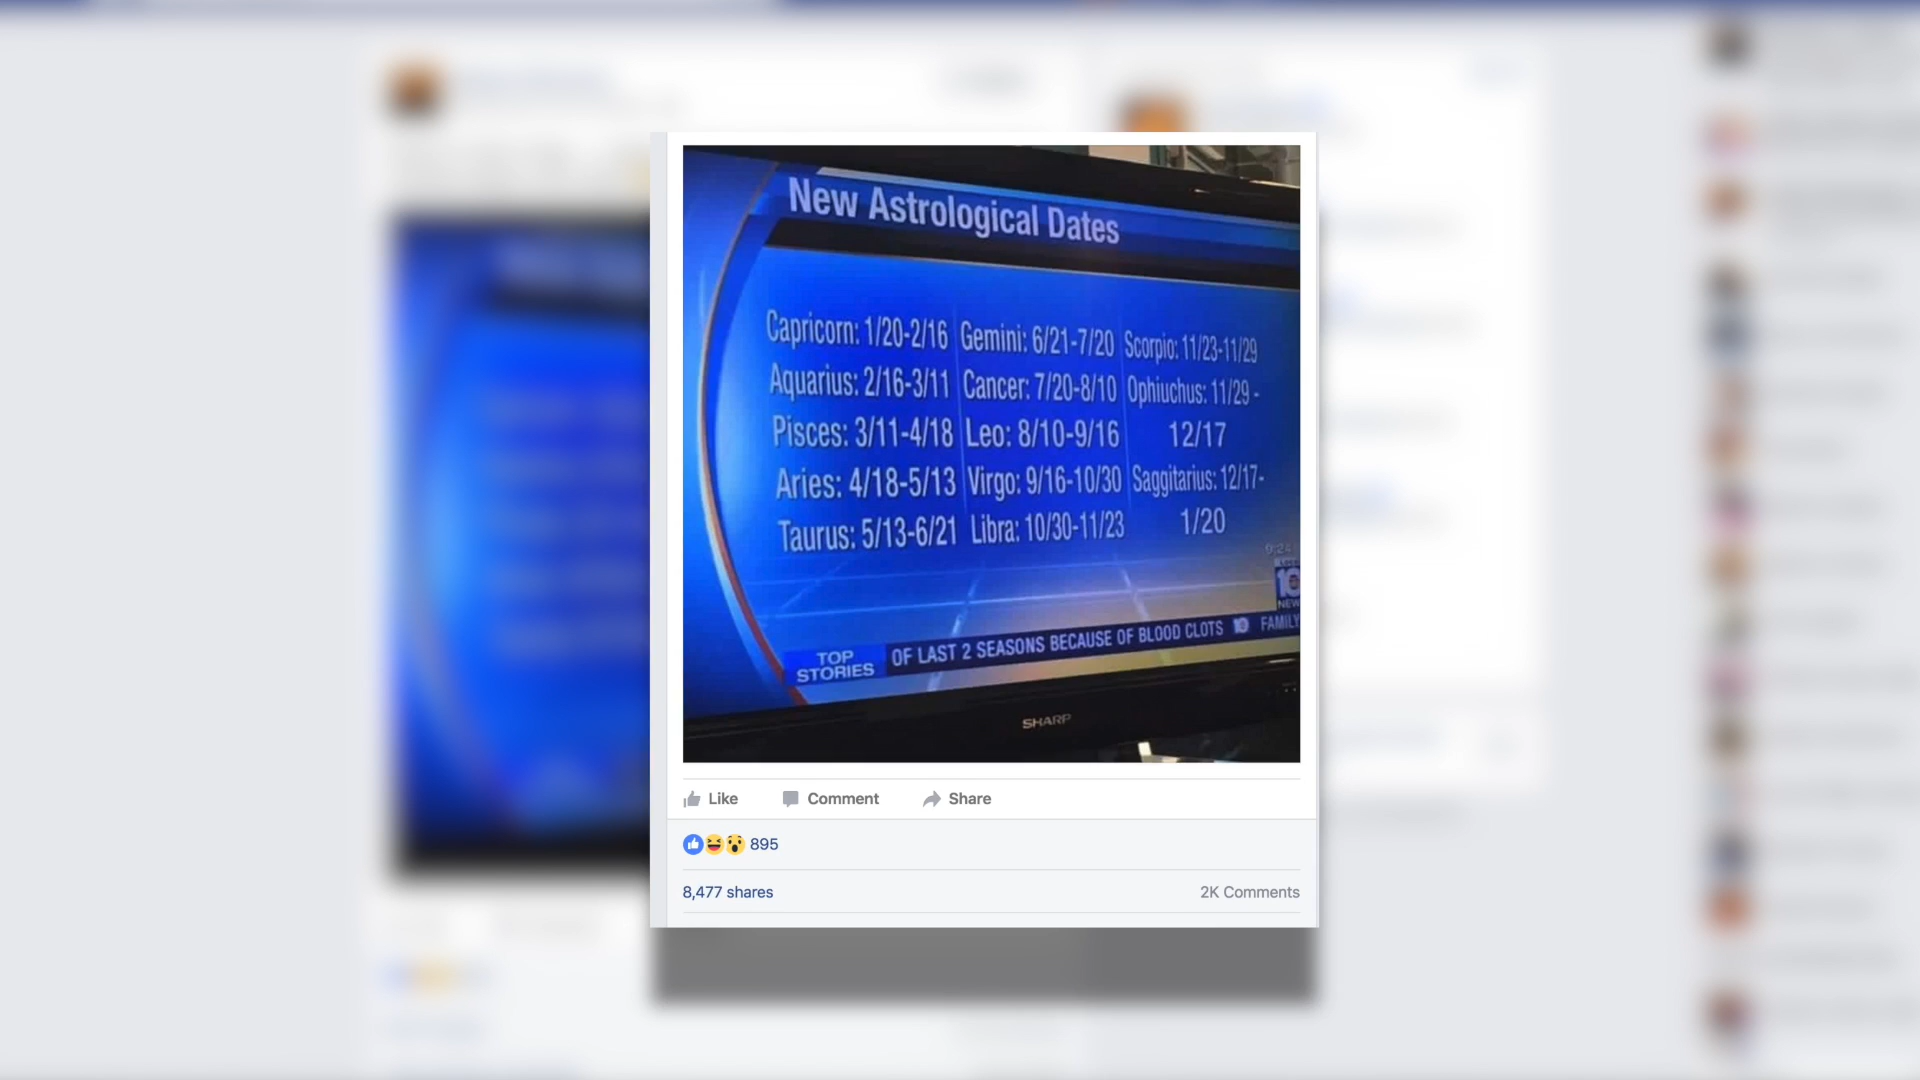 New Astrological Dates
Capricorn: 1/20-2/16
Aquarius: 2/16-3/11
Pisces: 3/11-4/18
Aries: 4/18-5/13
Taurus: 5/13-6/21
Gemini: 6/21-7/20
Cancer: 7/20-8/10
Leo: 8/10-9/16
Virgo: 9/16-10/30
Libra: 10/30-11/23
Scorpio: 11/23-11/29
Ophiuchus: 11/29 -
12/17
Saggitarius: 12/17-
1/20
10
NEW
TOP
STORIES
OF LAST 2 SEASONS BECAUSE OF BLOOD CLOTS 10 FAMILY
SHARP
Like Comment Share
895
8,477 shares 2K Comments